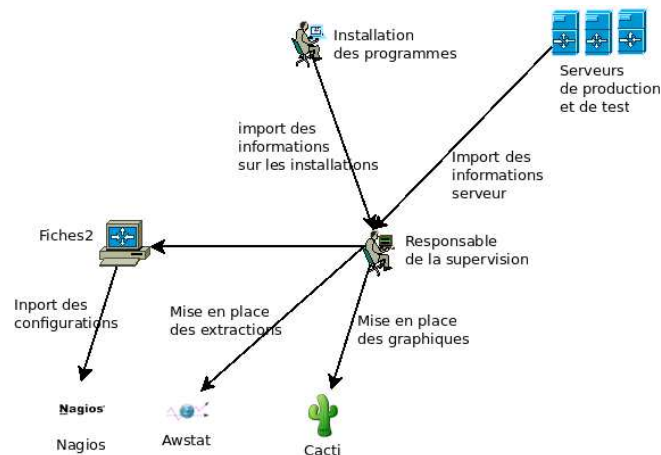 Installation
des programmes
Serveurs
de production
et de test
import des
informations
sur les installations
Import des
informations
serveur
Fiches2
Responsable
de la supervision
Inport des
configurations
Mise en place
des extractions
Mise en place
des graphiques
Nagios
Nagios
Awstat
Cacti